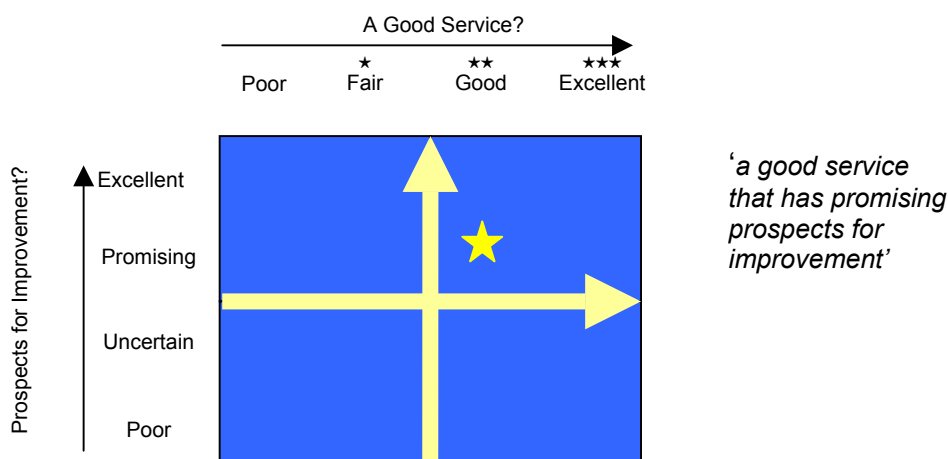 A Good Service?
★ ★★ ★★★
Poor Fair Good Excellent
Prospects for Improvement?
Excellent
Promising
Uncertain
Poor
‘a good service
that has promising
prospects for
improvement’